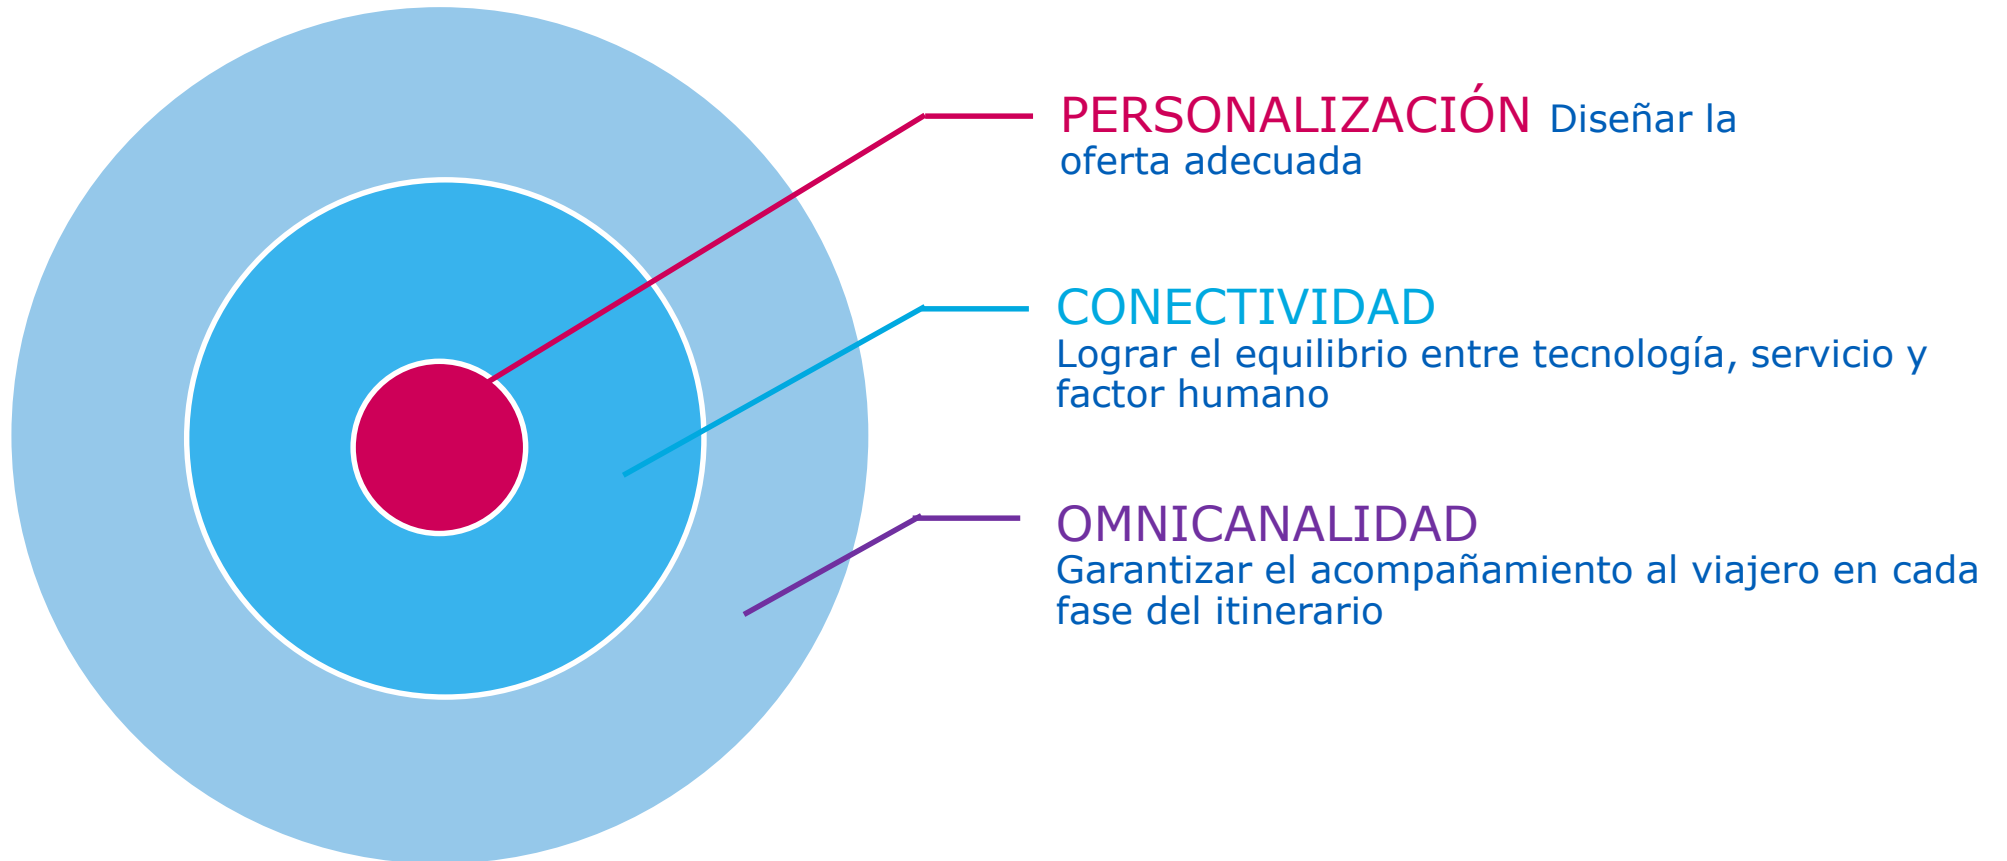 PERSONALIZACIÓN Diseñar la
oferta adecuada
CONECTIVIDAD
Lograr el equilibrio entre tecnología, servicio y
factor humano
OMNICANALIDAD
Garantizar el acompañamiento al viajero en cada
fase del itinerario